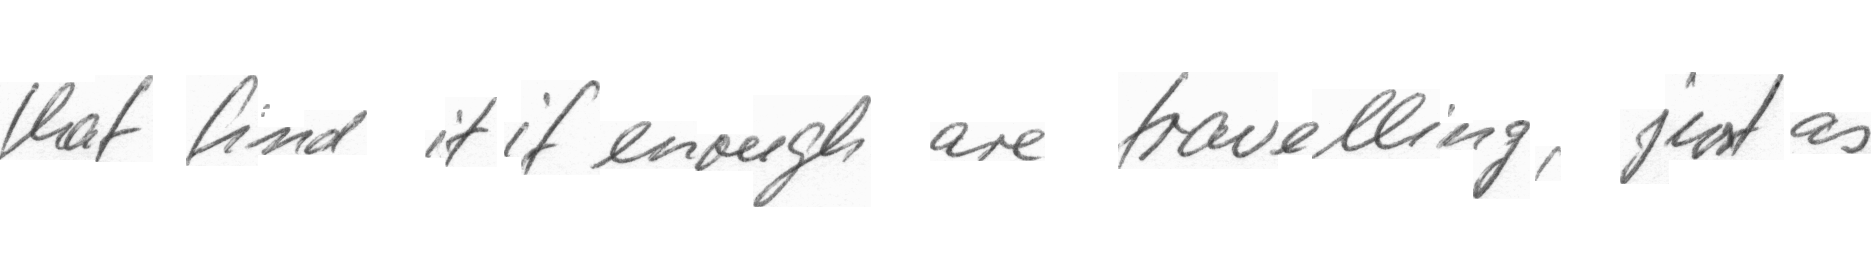 that find it if enough are travelling, just as